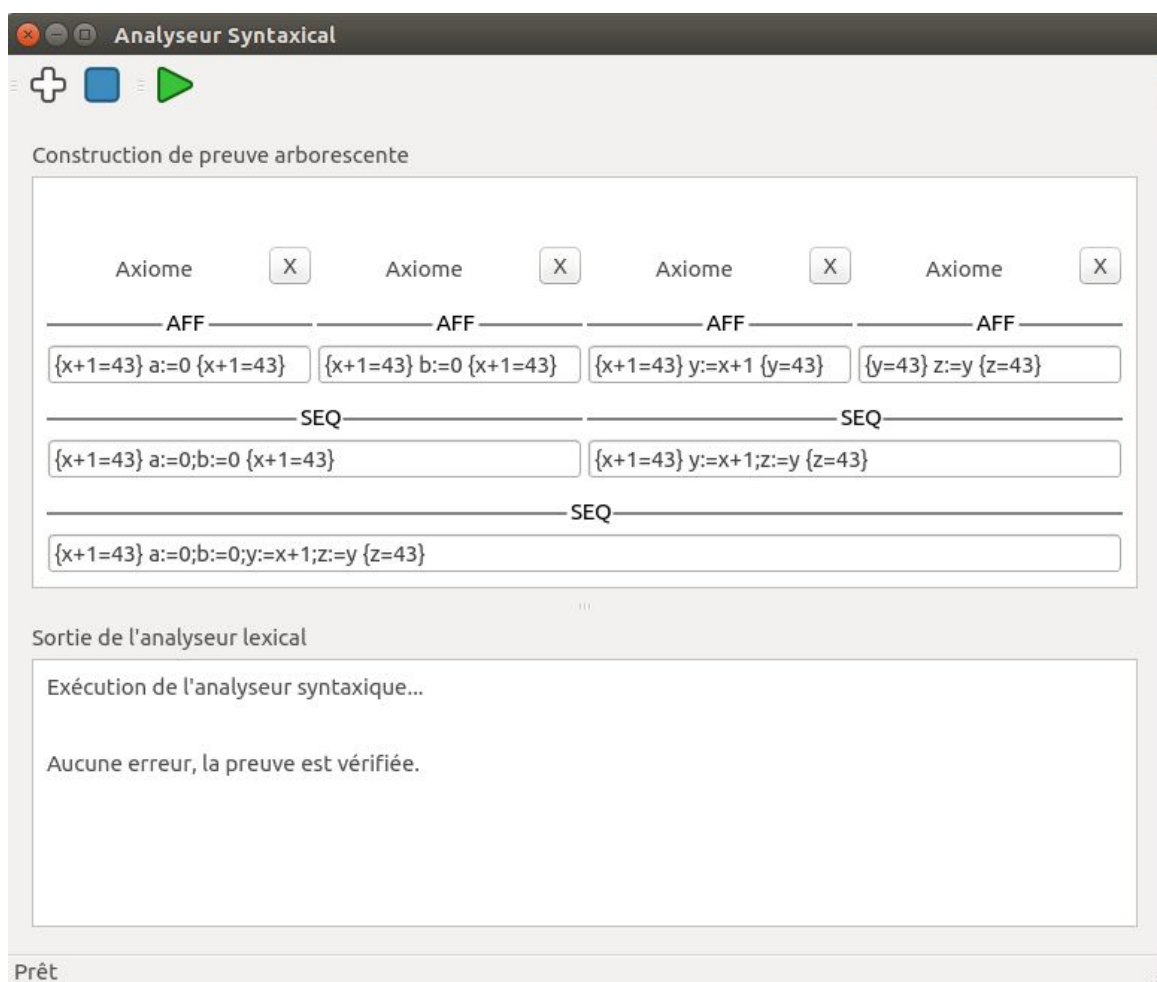 Analyseur Syntaxical
Construction de preuve arborescente
Axiome X Axiome X Axiome X Axiome X
AFF AFF AFF AFF
{x+1=43} a:=0 {x+1=43} {x+1=43} b:=0 {x+1=43} {x+1=43} y:=x+1 {y=43} {y=43} z:=y {z=43}
SEQ SEQ
{x+1=43} a:=0;b:=0 {x+1=43} {x+1=43} y:=x+1;z:=y {z=43}
SEQ
{x+1=43} a:=0;b:=0;y:=x+1;z:=y {z=43}
Sortie de l'analyseur lexical
Exécution de l'analyseur syntaxique...
Aucune erreur, la preuve est vérifiée.
Prêt